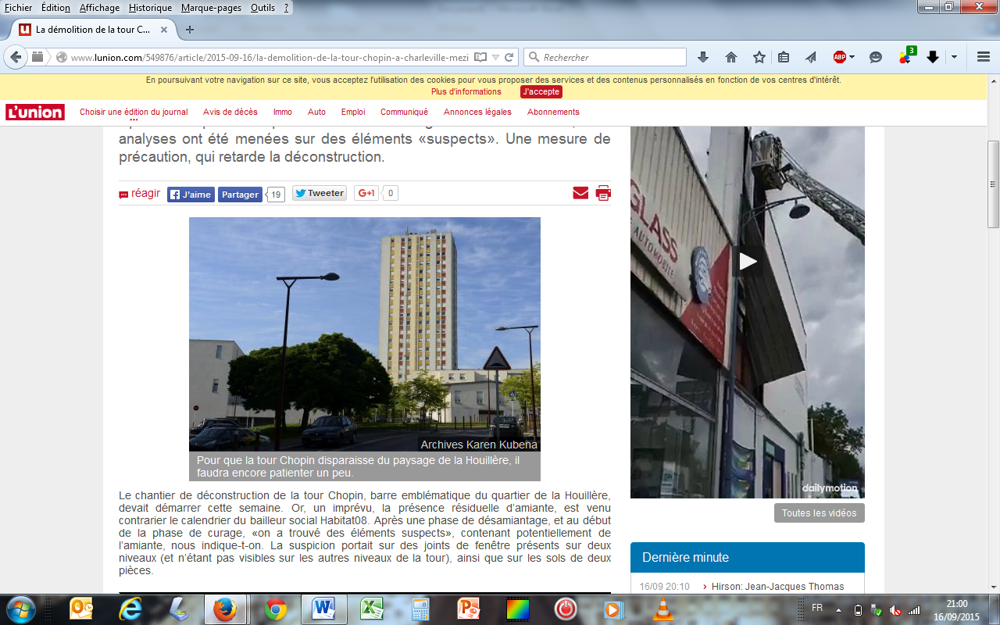 Fichier Édition Affichage Historique Marque-pages Outils ?
La démolition de la tour C...
www.lunion.com/549876/article/2015-09-16/la-demolition-de-la-tour-chopin-a-charleville-mezi
Rechercher
ABP
3
En poursuivant votre navigation sur ce site, vous acceptez l'utilisation des cookies pour vous proposer des services et des contenus personnalisés en fonction de vos centres d'intérêt.
Plus d'informations J'accepte
L'union Choisir une édition du journal Avis de décès Immo Auto Emploi Communiqué Annonces légales Abonnements
analyses ont été menées sur des éléments «suspects». Une mesure de
précaution, qui retarde la déconstruction.
réagir J'aime Partager 19 Tweeter G+1 0
GLASS
AUTOMOBILE
Archives Karen Kubena
Pour que la tour Chopin disparaisse du paysage de la Houillère, il
faudra encore patienter un peu.
dailymotion
Toutes les vidéos
Le chantier de déconstruction de la tour Chopin, barre emblématique du quartier de la Houillère,
devait démarrer cette semaine. Or, un imprévu, la présence résiduelle d'amiante, est venu
contrarier le calendrier du bailleur social Habitat08. Après une phase de désamiantage, et au début
de la phase de curage, «on a trouvé des éléments suspects», contenant potentiellement de
l'amiante, nous indique-t-on. La suspicion portait sur des joints de fenêtre présents sur deux
niveaux (et n'étant pas visibles sur les autres niveaux de la tour), ainsi que sur les sols de deux
pièces.
Dernière minute
16/09 20:10 Hirson: Jean-Jacques Thomas
FR
21:00
16/09/2015